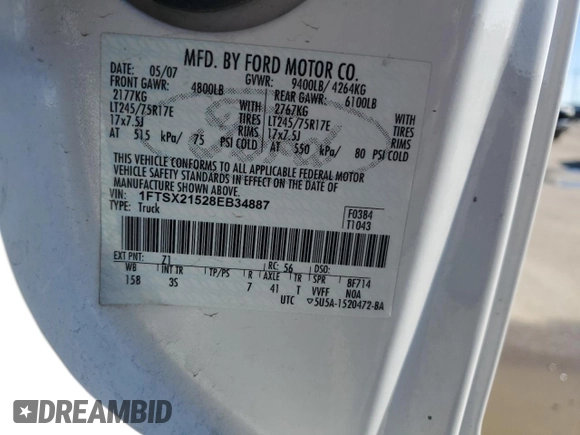 MFD. BY FORD MOTOR CO.
DATE: 05/07 GVWR: 9400LB/ 4264KG
FRONT GAWR: 4800LB REAR GAWR: 6100LB
2177KG WITH 2767KG WITH
LT245/75R17E TIRES LT245/75R17E TIRES
17x7.5J RIMS 17x7.5J RIMS
AT 515 kPa/ 75 PSI COLD AT 550 kPa/ 80 PSI COLD
Ford
THIS VEHICLE CONFORMS TO ALL APPLICABLE FEDERAL MOTOR
VEHICLE SAFETY STANDARDS IN EFFECT ON THE DATE OF
MANUFACTURE SHOWN ABOVE.
VIN: 1FTSX21528EB34887 F0384
TYPE: Truck T1043
EXT PNT: Z1 RC: 56 DSO:
WB INT TR TP/PS R AXLE TR SPR 8F714
158 3S 7 41 T VVFF NOA
UTC ▽5U5A-1520472-BA
DREAMBID